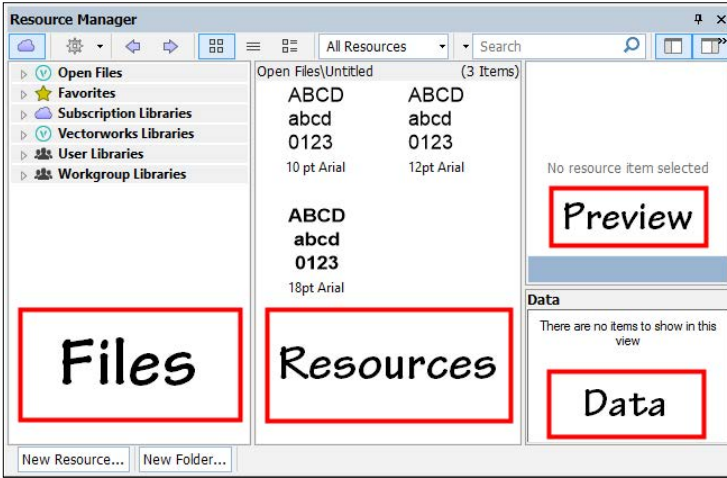 Resource Manager
All Resources
Search
Open Files
Favorites
Subscription Libraries
Vectorworks Libraries
User Libraries
Workgroup Libraries
Files
Open Files\Untitled (3 Items)
ABCD ABCD
abcd abcd
0123 0123
10 pt Arial 12pt Arial
ABCD
abcd
0123
18pt Arial
Resources
No resource item selected
Preview
Data
There are no items to show in this
view
Data
New Resource... New Folder...